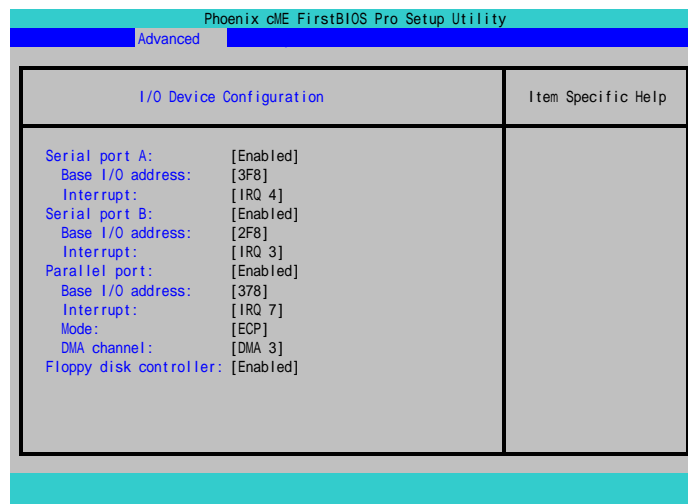 Phoenix cME FirstBIOS Pro Setup Utility
Advanced
I/O Device Configuration
Item Specific Help
Serial port A: [Enabled]
Base I/O address: [3F8]
Interrupt: [IRQ 4]
Serial port B: [Enabled]
Base I/O address: [2F8]
Interrupt: [IRQ 3]
Parallel port: [Enabled]
Base I/O address: [378]
Interrupt: [IRQ 7]
Mode: [ECP]
DMA channel: [DMA 3]
Floppy disk controller: [Enabled]